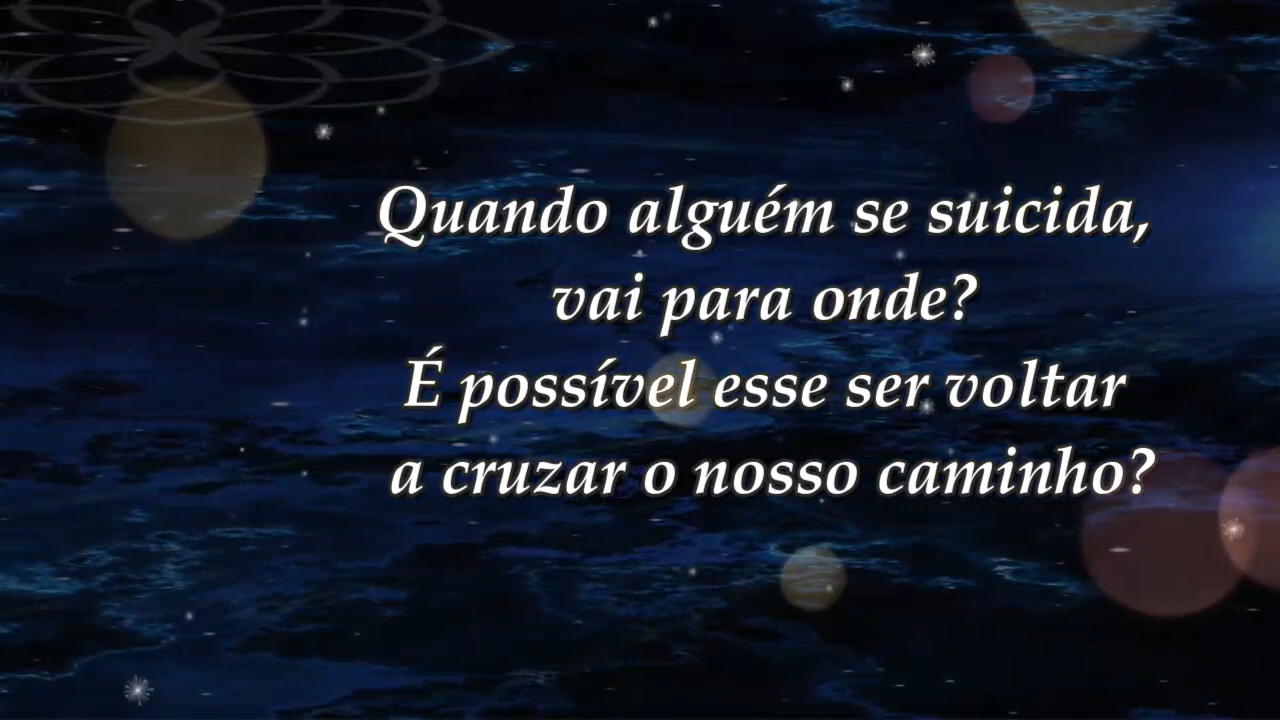 Quando alguém se suicida,
vai para onde?
É possível esse ser voltar
a cruzar o nosso caminho?